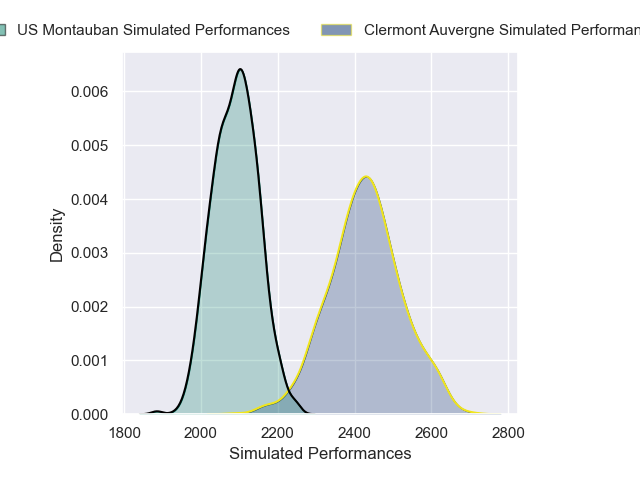 US Montauban Simulated Performances
Clermont Auvergne Simulated
Density
0.006
0.005
0.004
0.003
0.002
0.001
0.000
1800 2000 2200 2400 2600 2800
Simulated Performances